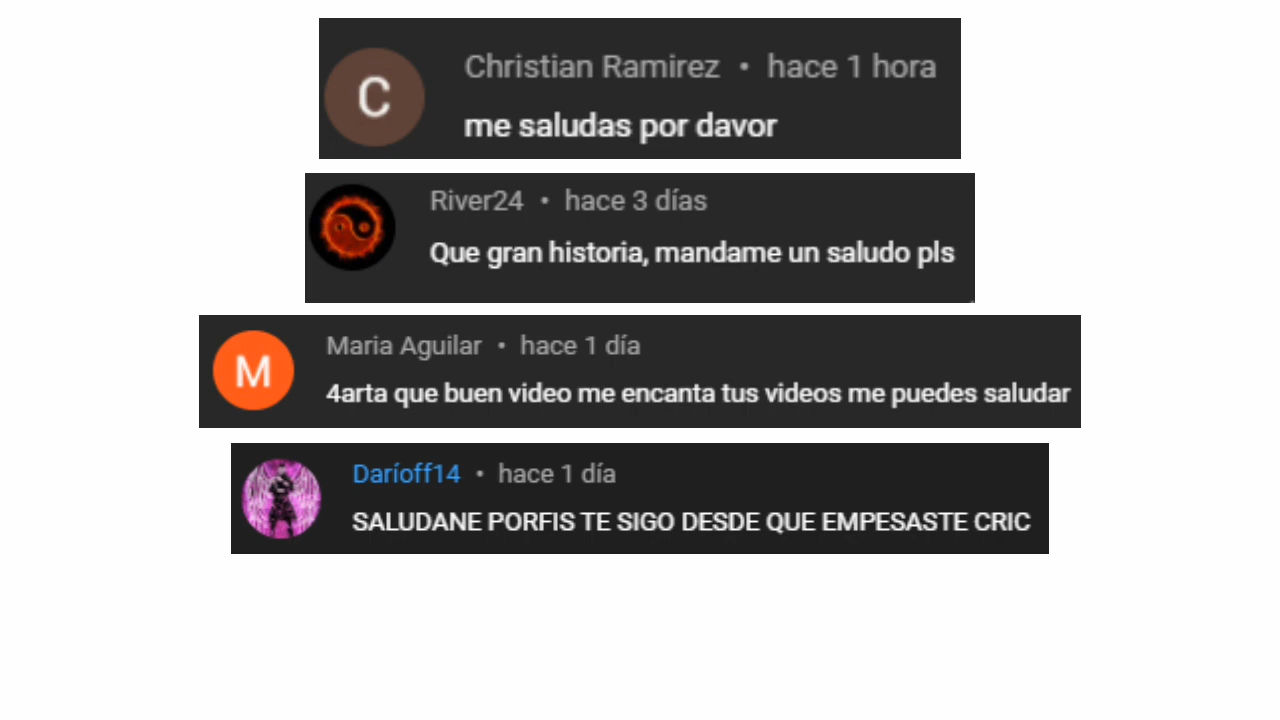 C
Christian Ramirez • hace 1 hora
me saludas por davor
River24 • hace 3 días
Que gran historia, mandame un saludo pls
M
Maria Aguilar • hace 1 día
4arta que buen video me encanta tus videos me puedes saludar
Daríoff14 • hace 1 día
SALUDANE PORFIS TE SIGO DESDE QUE EMPESASTE CRIC